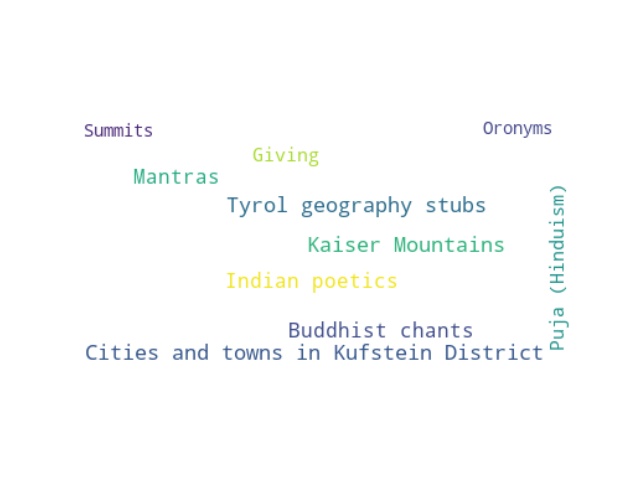 Summits
Oronyms
Giving
Mantras
Tyrol geography stubs
Kaiser Mountains
Indian poetics
Puja (Hinduism)
Buddhist chants
Cities and towns in Kufstein District